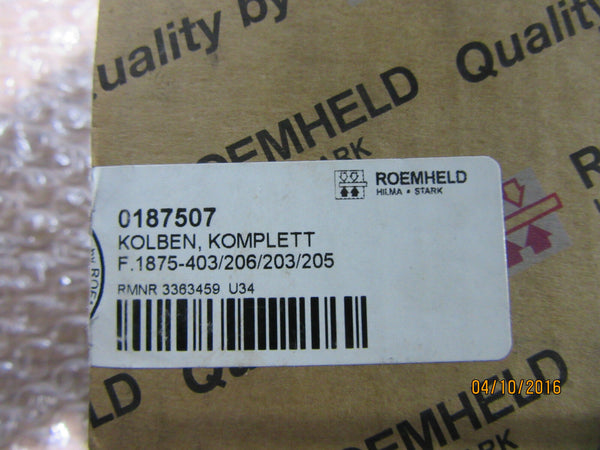 uality by
Quality
ROEMHELD
ROEMHELD
HILMA • STARK
0187507
KOLBEN, KOMPLETT
F.1875-403/206/203/205
RMNR 3363459 U34
04/10/2016
ROEMHELD
STARK